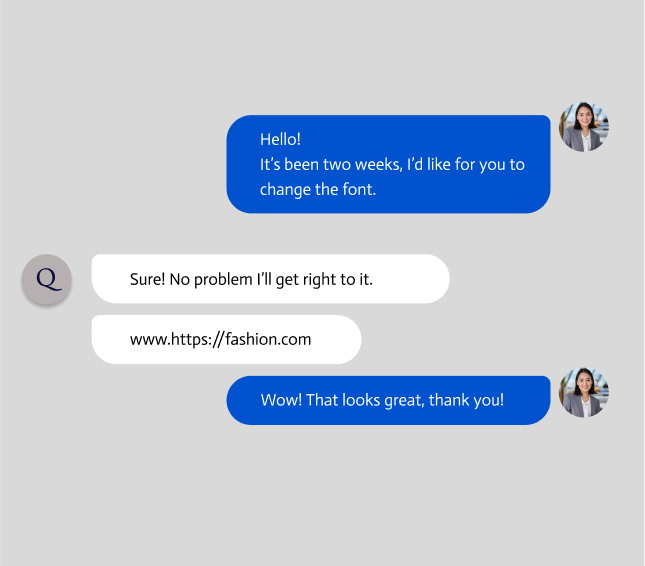 Hello!
It’s been two weeks, I’d like for you to
change the font.
Q
Sure! No problem I’ll get right to it.
www.https://fashion.com
Wow! That looks great, thank you!